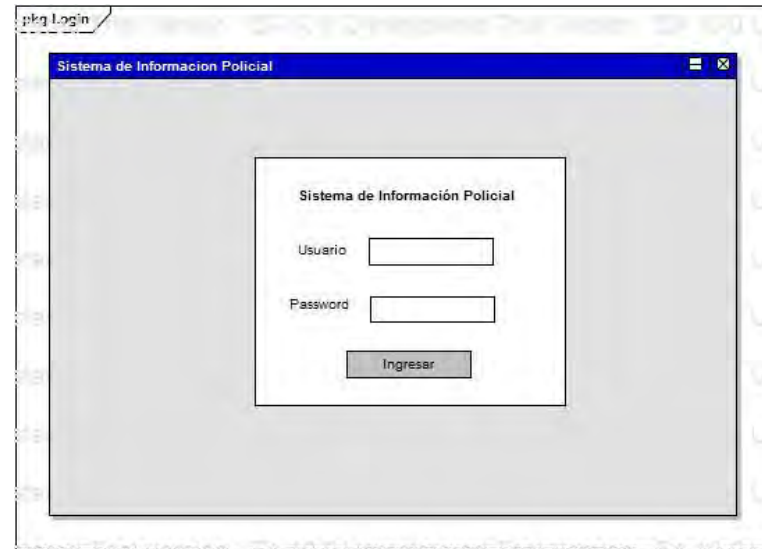 pkg Login
Sistema de Informacion Policial
Sistema de Información Policial
Usuario
Password
Ingresar